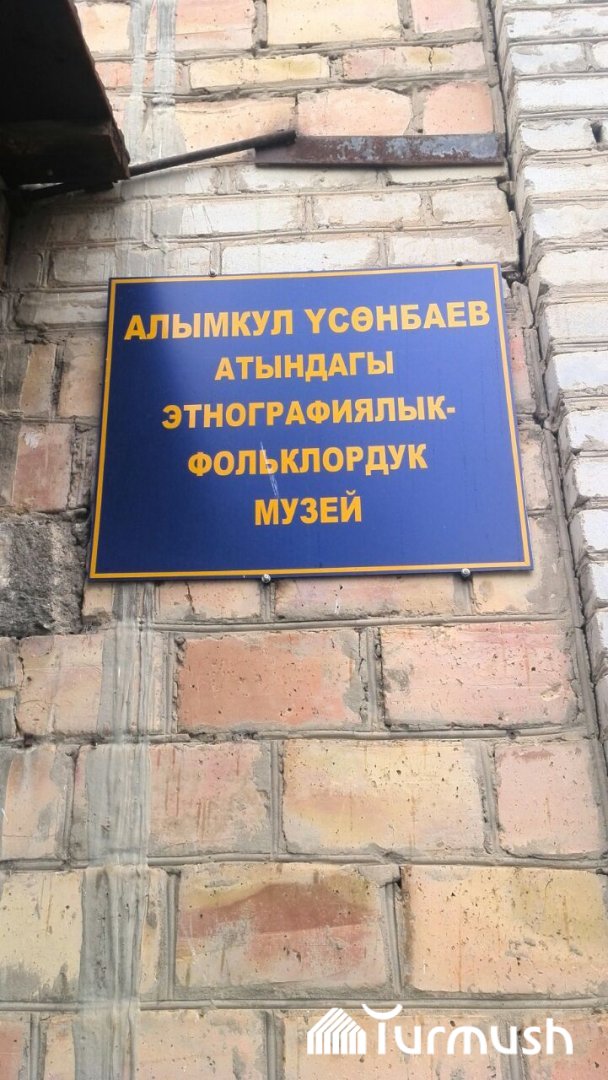 АЛЫМКУЛ ҮСӨНБАЕВ
АТЫНДАГЫ
ЭТНОГРАФИЯЛЫК-
ФОЛЬКЛОРДУК
МУЗЕЙ
Turmush